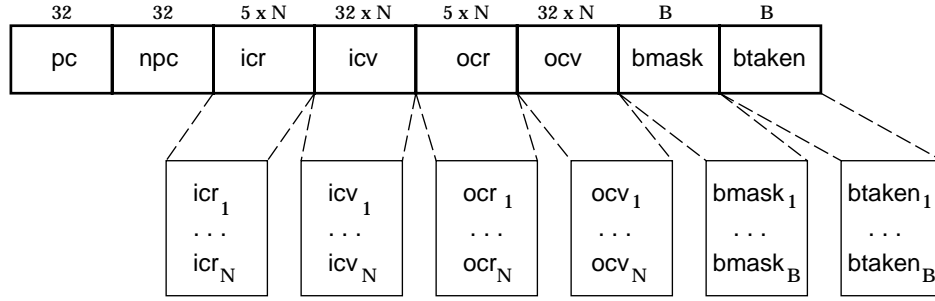 32 32 5 x N 32 x N 5 x N 32 x N B B
pc npc icr icv ocr ocv bmask btaken
icr1 icv1 ocr1 ocv1 bmask1 btaken1
... ... ... ... ... ...
icrN icvN ocrN ocvN bmaskB btakenB